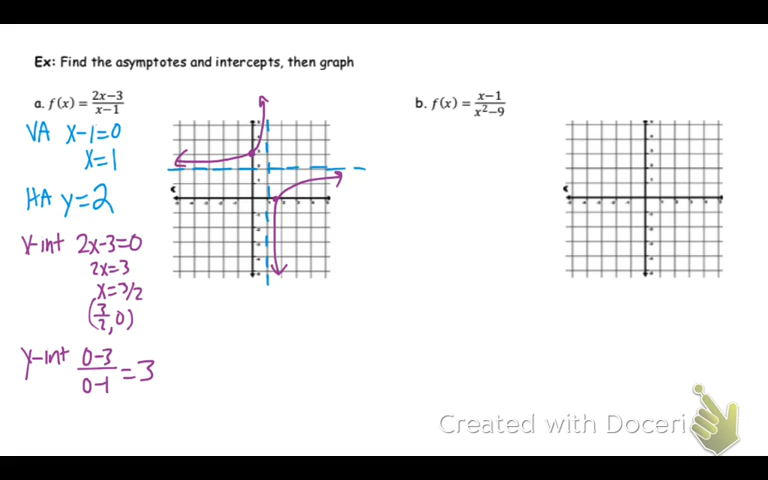 Ex: Find the asymptotes and intercepts, then graph
a. f(x) = 2x−3 / x−1
VA x-1=0
x=1
HA y=2
x-int 2x-3=0
2x=3
x=3/2
(3/2, 0)
y-int 0-3 / 0-1 = 3
b. f(x) = x−1 / x²−9
Created with Doceri